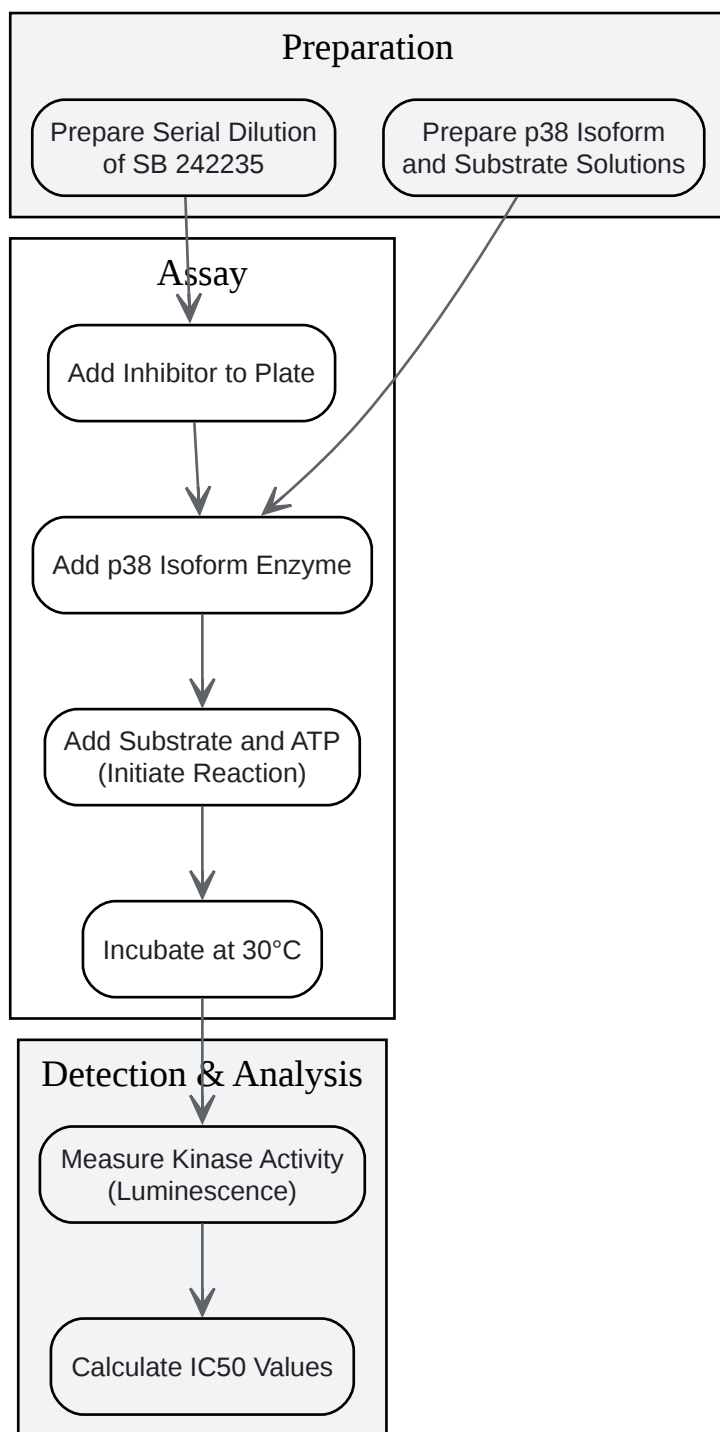 Preparation
Prepare Serial Dilution
of SB 242235
Prepare p38 Isoform
and Substrate Solutions
Assay
Add Inhibitor to Plate
Add p38 Isoform Enzyme
Add Substrate and ATP
(Initiate Reaction)
Incubate at 30°C
Detection & Analysis
Measure Kinase Activity
(Luminescence)
Calculate IC50 Values